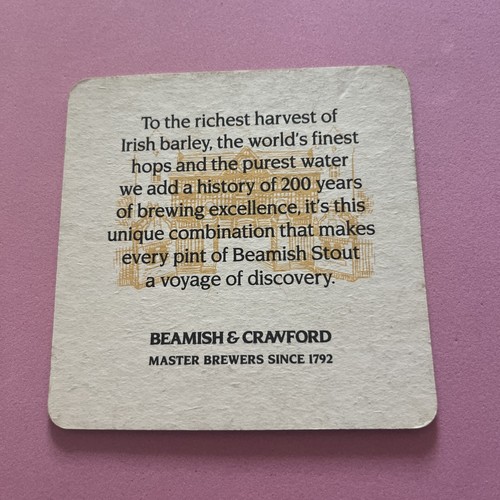 To the richest harvest of
Irish barley, the world's finest
hops and the purest water
we add a history of 200 years
of brewing excellence, it's this
unique combination that makes
every pint of Beamish Stout
a voyage of discovery.
BEAMISH & CRAWFORD
MASTER BREWERS SINCE 1792